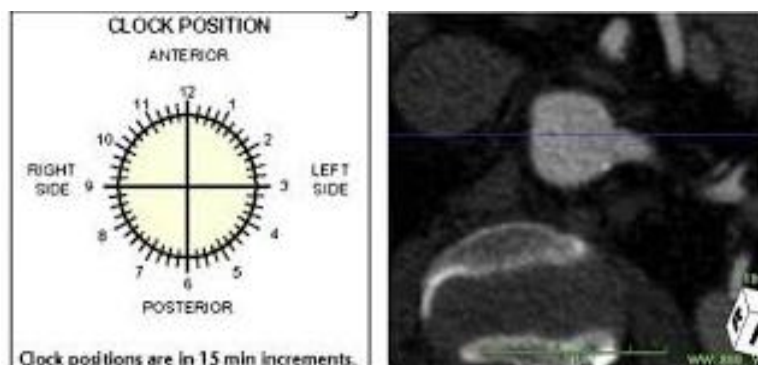 CLOCK POSITION
ANTERIOR
12
11
1
10
2
RIGHT
SIDE
9
3
LEFT
SIDE
8
4
7
5
6
POSTERIOR
Clock positions are in 15 min increments.